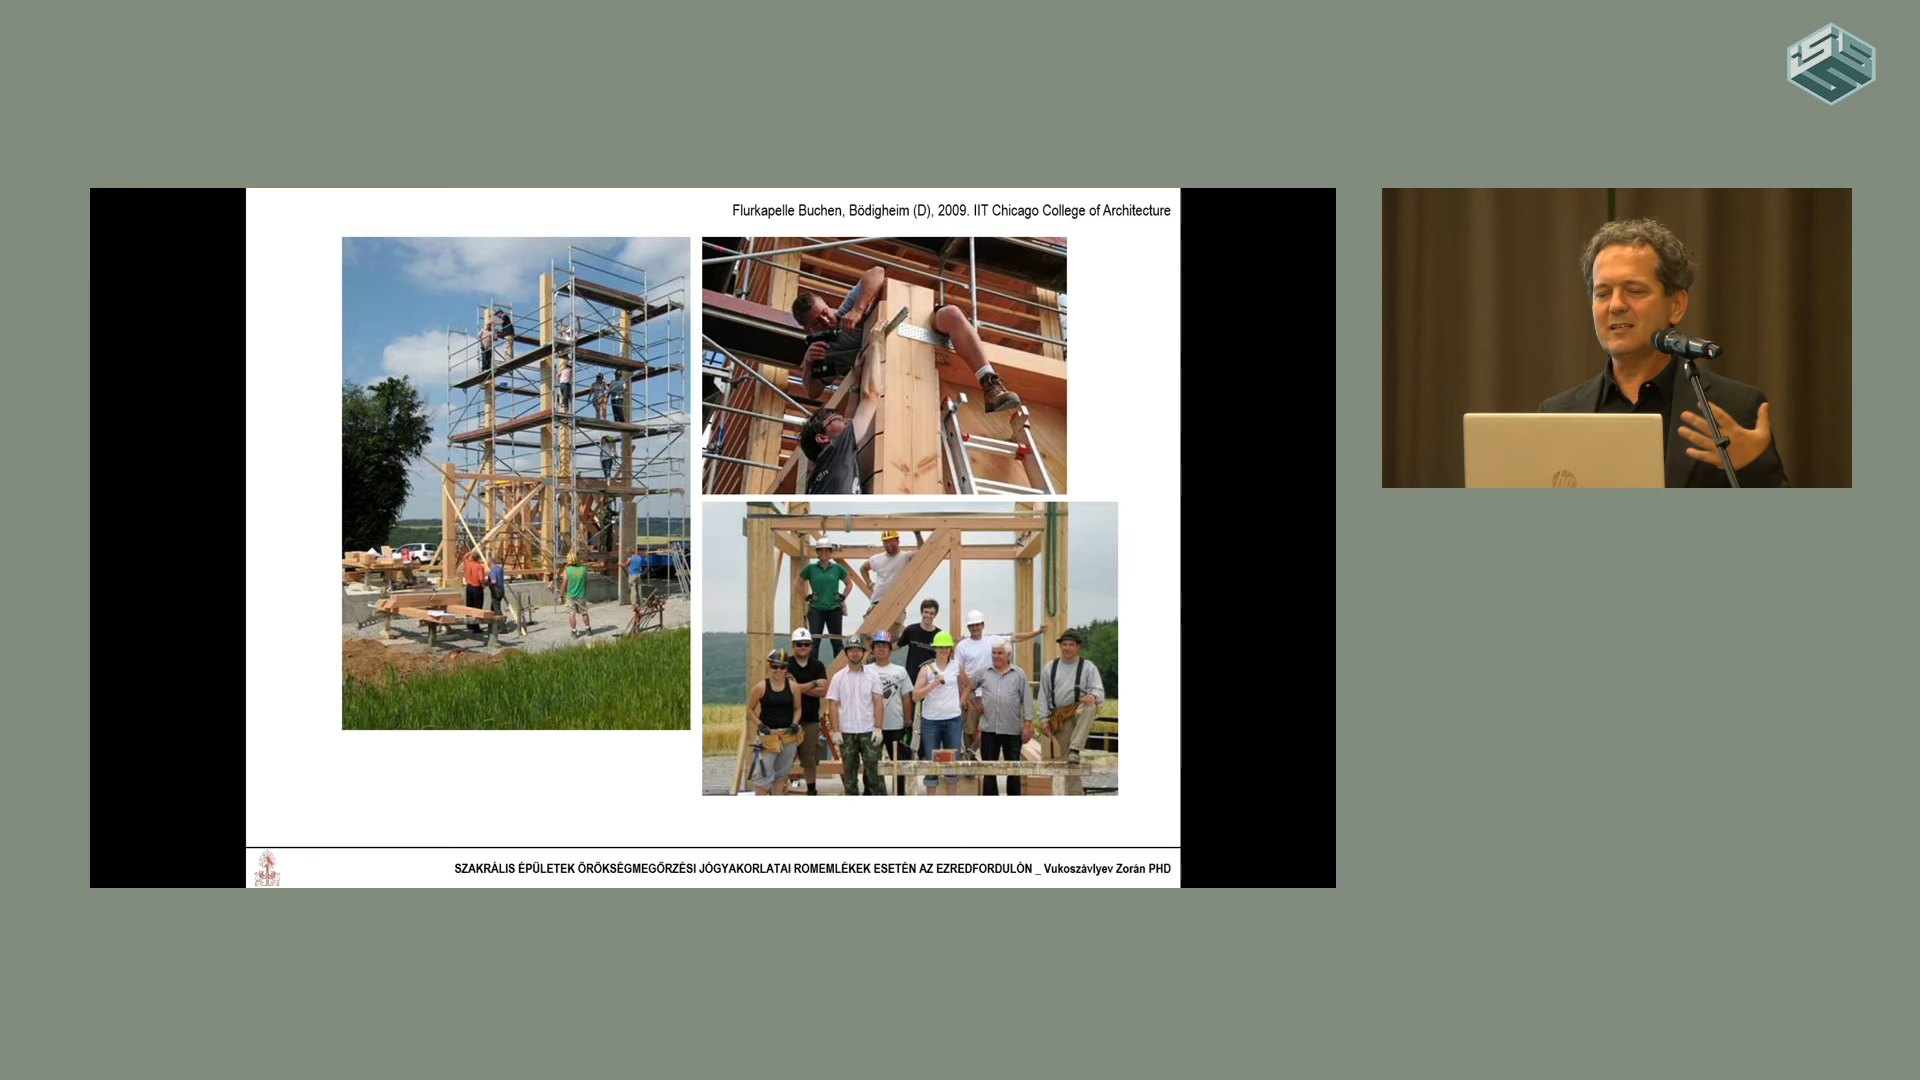 Flurkapelle Buchen, Bödigheim (D), 2009. IIT Chicago College of Architecture
SZAKRÁLIS ÉPÜLETEK ÖRÖKSÉGMEGŐRZÉSI JÓGYAKORLATAI ROMEMLÉKEK ESETÉN AZ EZREDFORDULÓN _ Vukoszávlyev Zorán PHD
hp